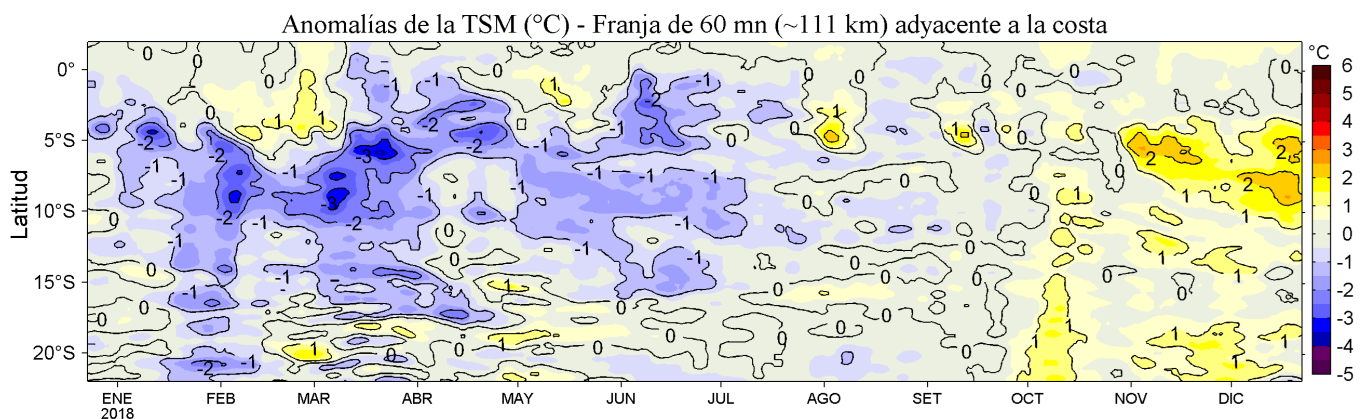 Anomalías de la TSM (°C) - Franja de 60 mn (~111 km) adyacente a la costa
°C
6
5
4
3
2
1
0
-1
-2
-3
-4
-5
Latitud
0°
5°S
10°S
15°S
20°S
ENE FEB MAR ABR MAY JUN JUL AGO SET OCT NOV DIC
2018